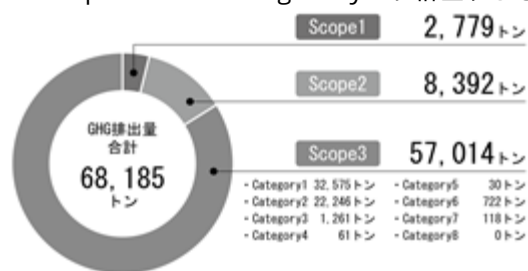 Scope1 2,779トン
Scope2 8,392トン
GHG排出量
合計
68,185
トン
Scope3 57,014トン
- Category1 32,575トン - Category5 30トン
- Category2 22,246トン - Category6 722トン
- Category3 1,261トン - Category7 118トン
- Category4 61トン - Category8 0トン